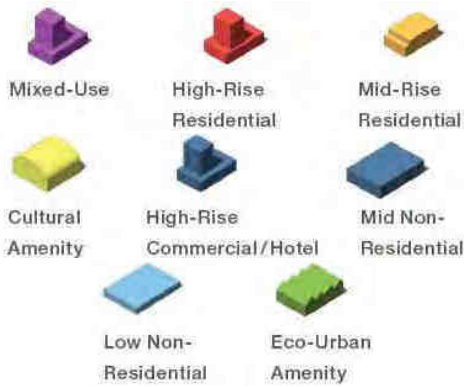 Mixed-Use
High-Rise
Residential
Mid-Rise
Residential
Cultural
Amenity
High-Rise
Commercial/Hotel
Mid Non-
Residential
Low Non-
Residential
Eco-Urban
Amenity